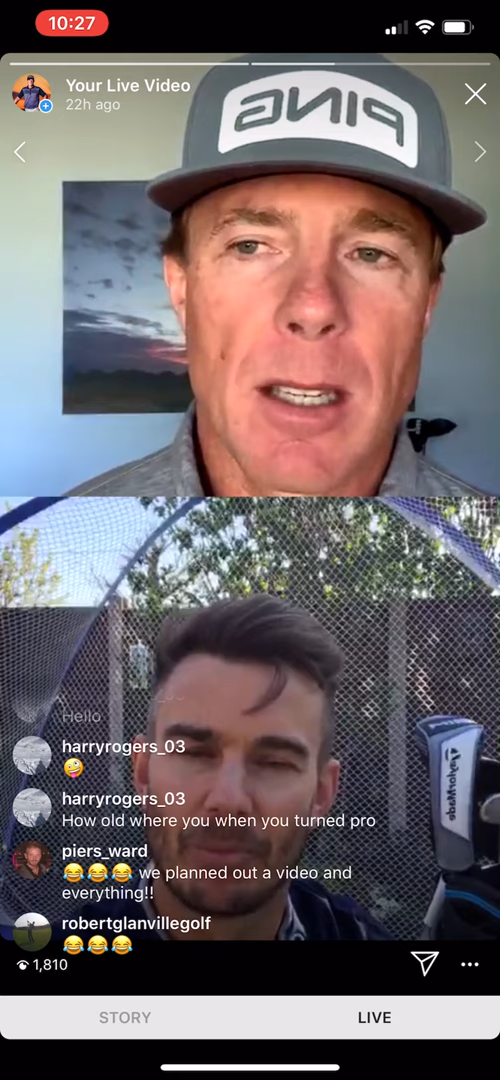 10:27
Your Live Video
22h ago
PING
Hello
harryrogers_03
harryrogers_03
How old where you when you turned pro
piers_ward
😂😂😂 we planned out a video and
everything!!
TaylorMade
robertglanvillegolf
1,810
STORY
LIVE